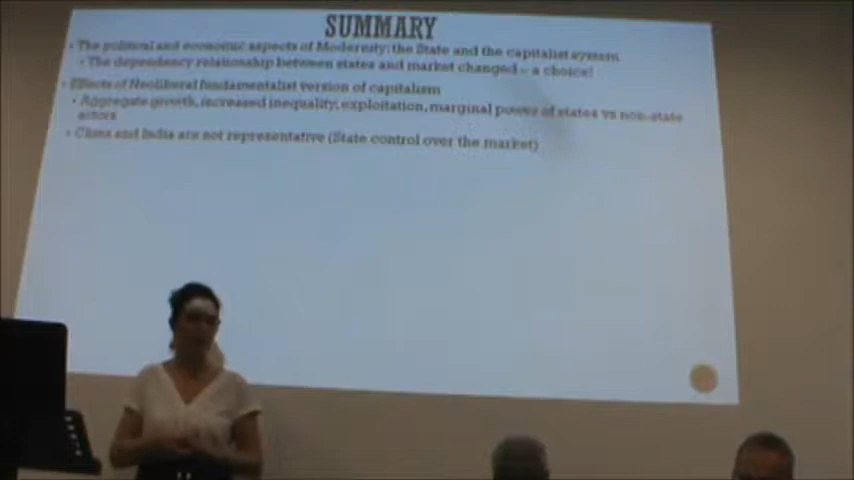 SUMMARY
The political and economic aspects of Modernity: the State and the capitalist system
The dependency relationship between states and market changed – a choice!
Effects of Neoliberal fundamentalist version of capitalism
Aggregate growth, increased inequality, exploitation, marginal power of states vs non-state
actors
China and India are not representative (State control over the market)